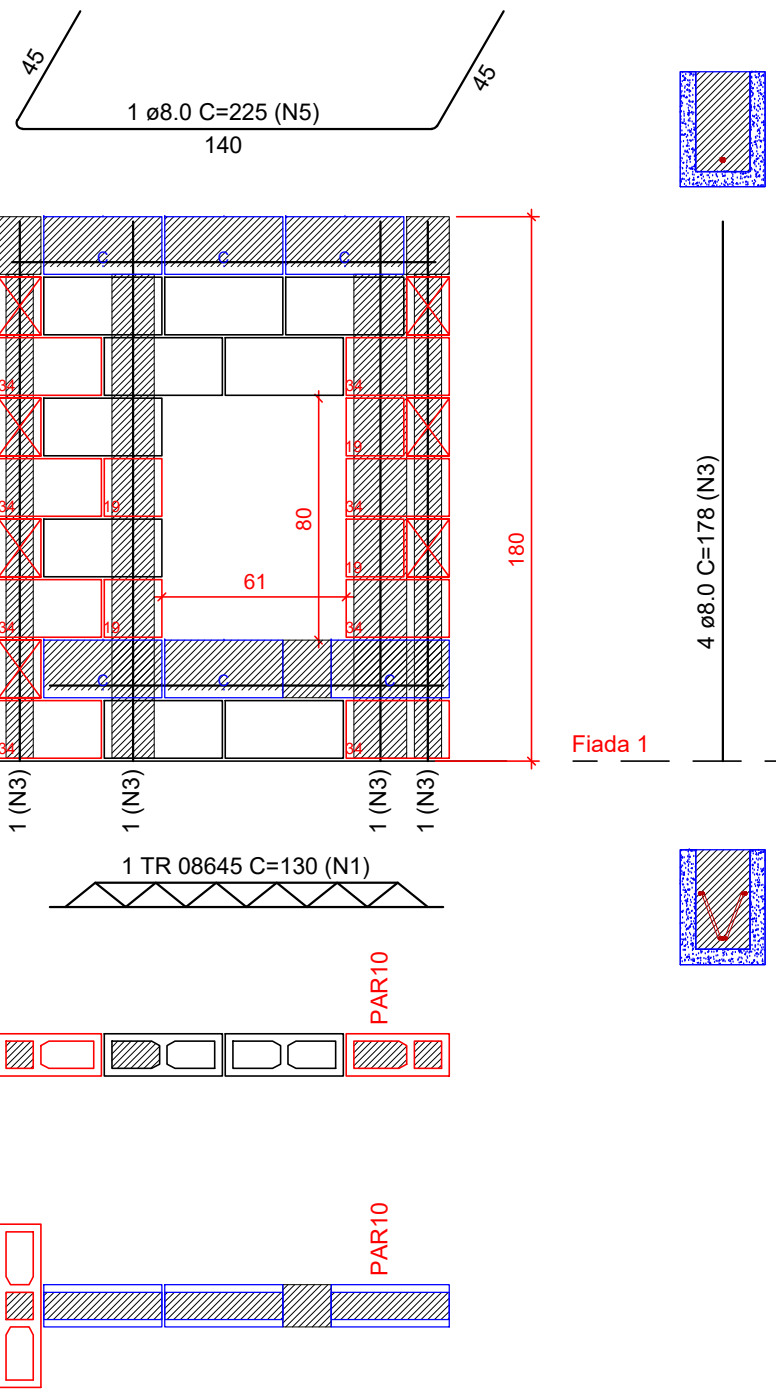 45
45
1 ø8.0 C=225 (N5)
140
C
C
C
34
34
19
34
19
34
80
61
180
4 ø8.0 C=178 (N3)
19
34
19
34
C
C
C
34
34
Fiada 1
1 (N3)
1 (N3)
1 (N3)
1 (N3)
1 TR 08645 C=130 (N1)
PAR10
PAR10